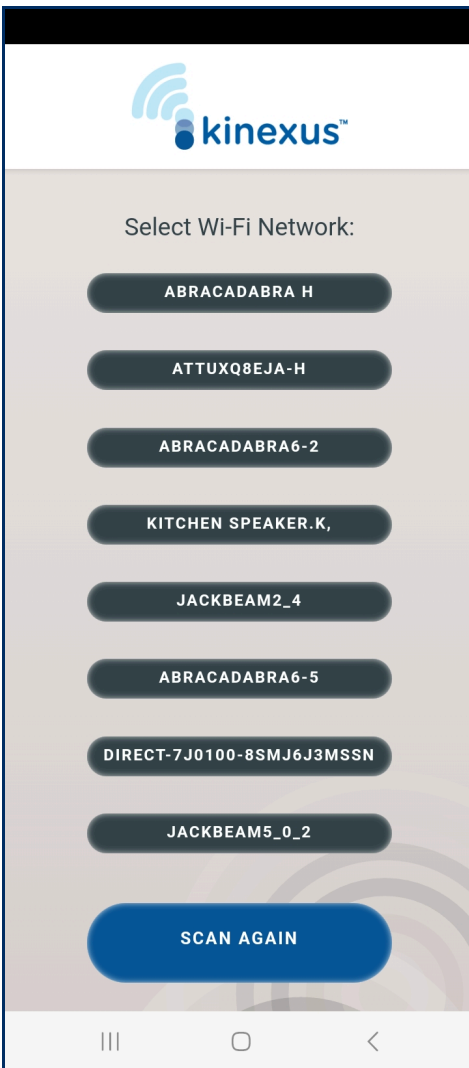 kinexus™
Select Wi-Fi Network:
ABRACADABRA H
ATTUXQ8EJA-H
ABRACADABRA6-2
KITCHEN SPEAKER.K,
JACKBEAM2_4
ABRACADABRA6-5
DIRECT-7J0100-8SMJ6J3MSSN
JACKBEAM5_0_2
SCAN AGAIN